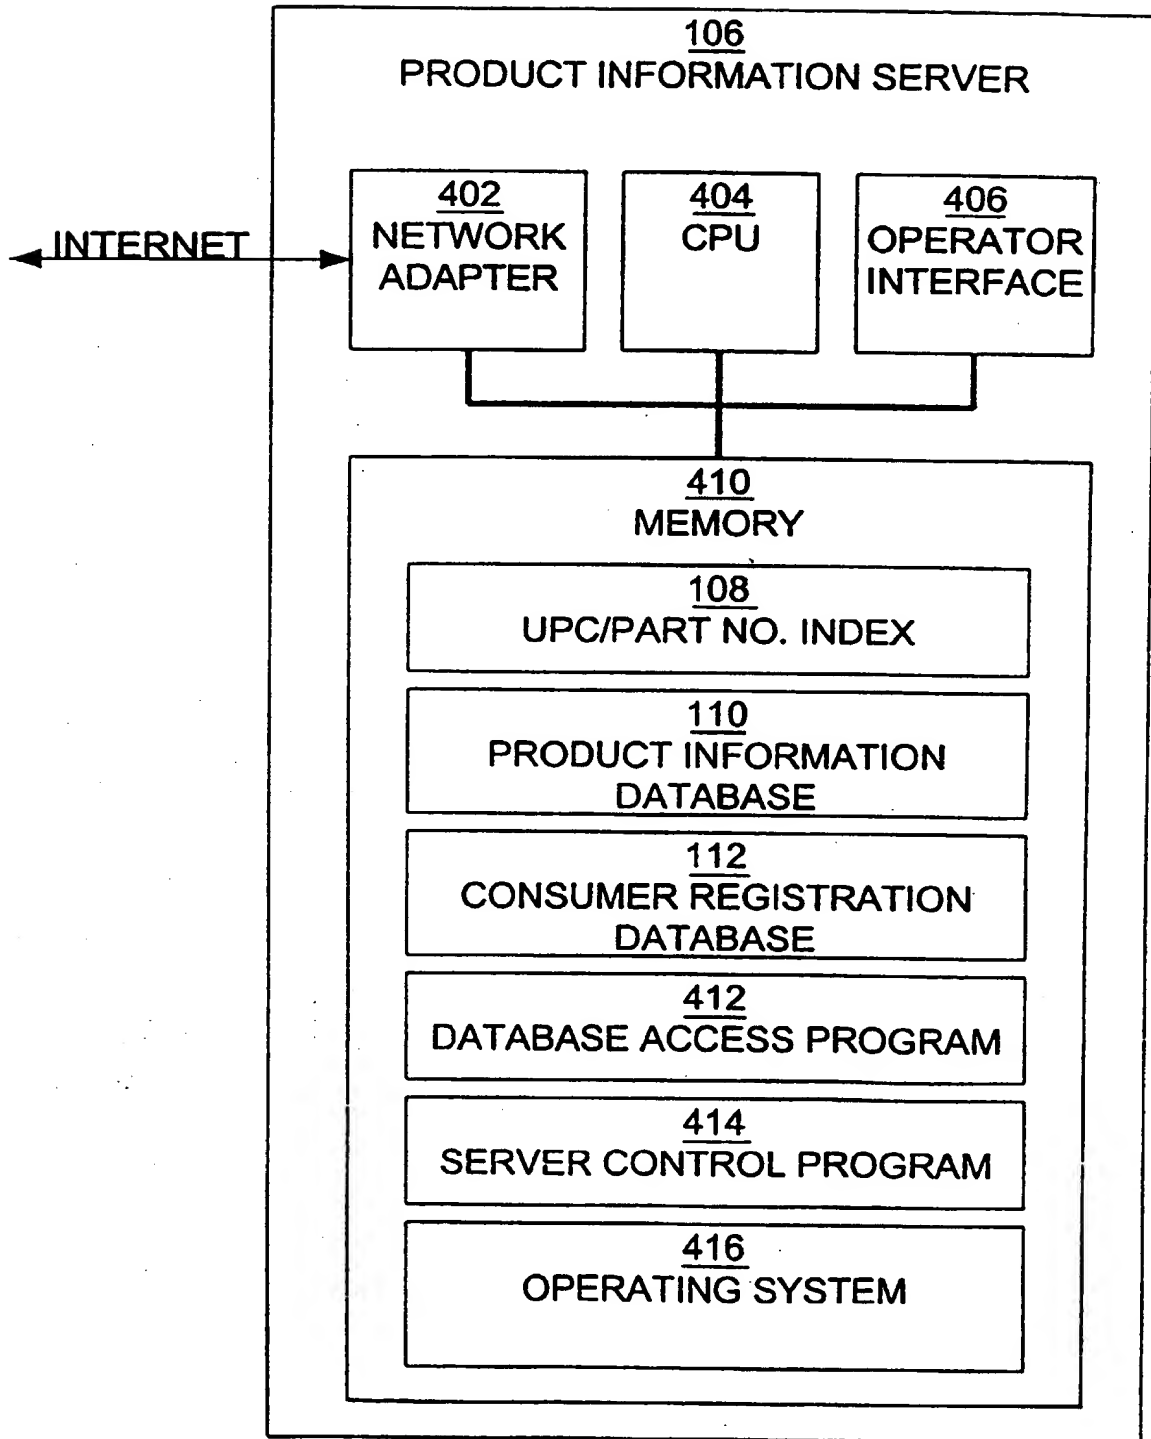 106
PRODUCT INFORMATION SERVER
INTERNET
402
NETWORK
ADAPTER
404
CPU
406
OPERATOR
INTERFACE
410
MEMORY
108
UPC/PART NO. INDEX
110
PRODUCT INFORMATION
DATABASE
112
CONSUMER REGISTRATION
DATABASE
412
DATABASE ACCESS PROGRAM
414
SERVER CONTROL PROGRAM
416
OPERATING SYSTEM